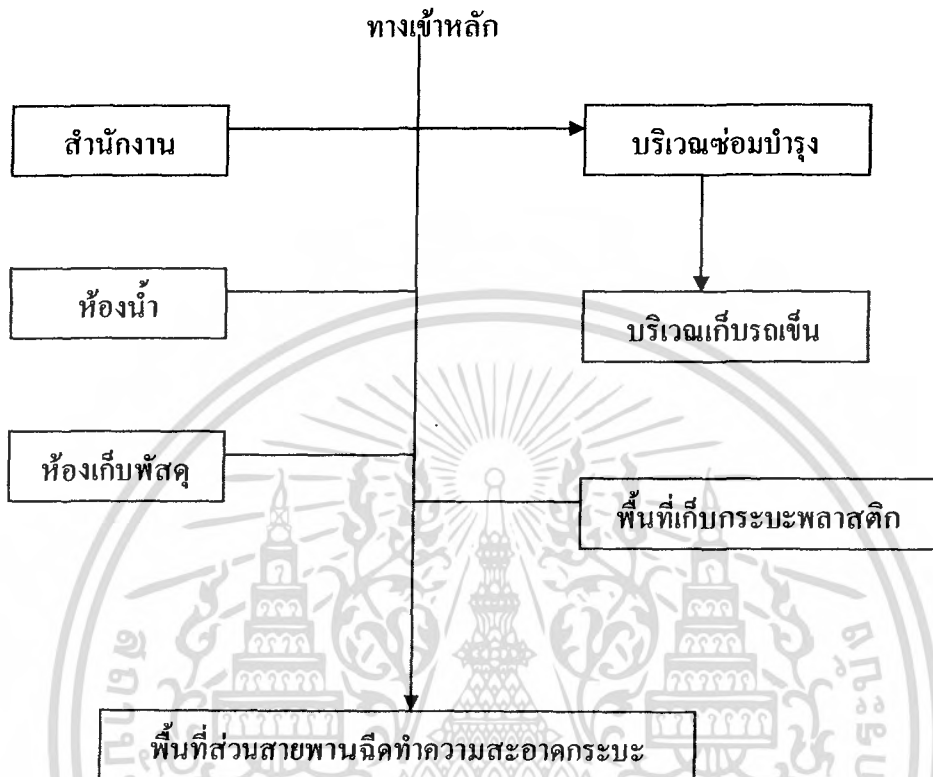 ทางเข้าหลัก
สำนักงาน
บริเวณซ่อมบำรุง
ห้องน้ำ
บริเวณเก็บรถเข็น
ห้องเก็บพัสดุ
พื้นที่เก็บกระบะพลาสติก
พื้นที่ส่วนสายพานฉีดทำความสะอาดกระบะ